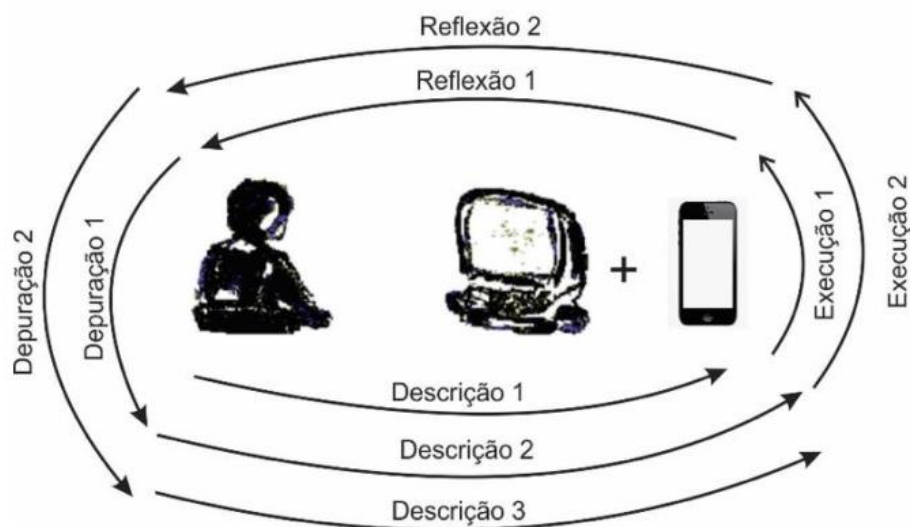 Reflexão 2
Reflexão 1
Depuração 2
Depuração 1
+
Execução 1
Execução 2
Descrição 1
Descrição 2
Descrição 3